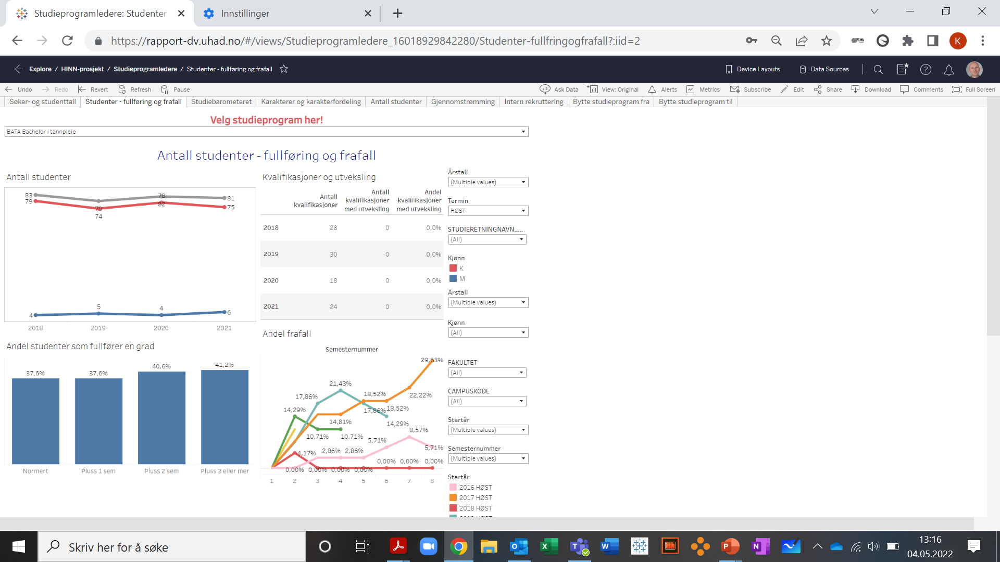 Studieprogramledere: Studenter
Innstillinger
https://rapport-dv.uhad.no/#/views/Studieprogramledere_16018929842280/Studenter-fullfringogfrafall?:iid=2
K
Explore / HINN-prosjekt / Studieprogramledere / Studenter - fullføring og frafall
Device Layouts
Data Sources
Undo
Redo
Revert
Refresh
Pause
Ask Data
View: Original
Alerts
Metrics
Subscribe
Edit
Share
Download
Comments
Full Screen
Søker- og studenttall
Studenter - fullføring og frafall
Studiebarometeret
Karakterer og karakterfordeling
Antall studenter
Gjennomstrømming
Intern rekruttering
Bytte studieprogram fra
Bytte studieprogram til
Velg studieprogram her!
BATA Bachelor i tannpleie
Antall studenter - fullføring og frafall
Antall studenter
83
79
79
74
78
82
81
75
4
5
4
6
2018 2019 2020 2021
Kvalifikasjoner og utveksling
Antall kvalifikasjoner
Antall kvalifikasjoner med utveksling
Andel kvalifikasjoner med utveksling
2018 28 0 0,0%
2019 30 0 0,0%
2020 18 0 0,0%
2021 24 0 0,0%
Andel studenter som fullfører en grad
37,6%
37,6%
40,6%
41,2%
Normert
Pluss 1 sem
Pluss 2 sem
Pluss 3 eller mer
Andel frafall
Semesternummer
29,63%
21,43%
17,86%
18,52%
22,22%
14,29%
17,86%
18,52%
14,81%
14,29%
10,71%
10,71%
8,57%
5,71%
5,71%
4,17%
2,86%
2,86%
0,00% 0,00% 0,00%
0,00% 0,00% 0,00% 0,00%
1 2 3 4 5 6 7 8
Årstall
(Multiple values)
Termin
HØST
STUDIERETNINGNAVN_...
(All)
Kjønn
K
M
Årstall
(Multiple values)
Kjønn
(All)
FAKULTET
(All)
CAMPUSKODE
(All)
Startår
(Multiple values)
Semesternummer
(Multiple values)
Startår
2016 HØST
2017 HØST
2018 HØST
Skriv her for å søke
13:16
04.05.2022